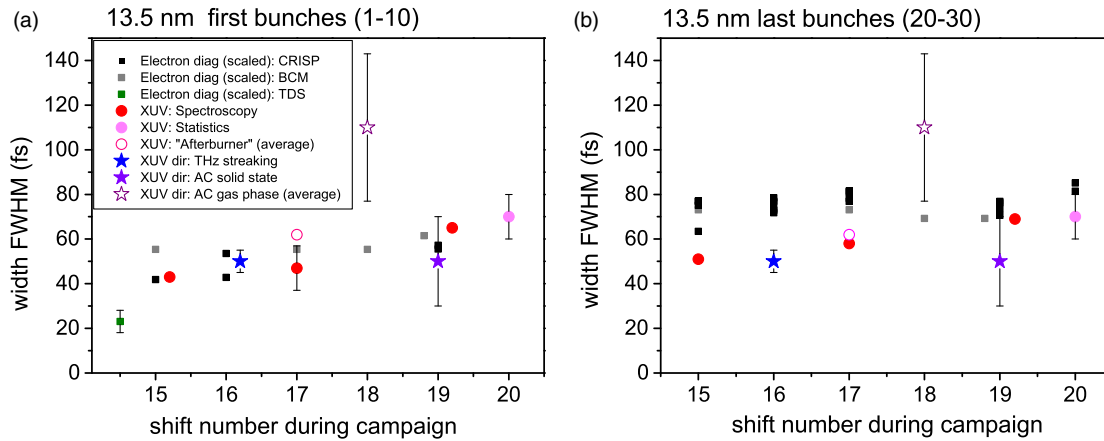 (a)
13.5 nm first bunches (1-10)
140
120
100
80
60
40
20
0
width FWHM (fs)
Electron diag (scaled): CRISP
Electron diag (scaled): BCM
Electron diag (scaled): TDS
XUV: Spectroscopy
XUV: Statistics
XUV: "Afterburner" (average)
XUV dir: THz streaking
XUV dir: AC solid state
XUV dir: AC gas phase (average)
15 16 17 18 19 20
shift number during campaign
(b)
13.5 nm last bunches (20-30)
140
120
100
80
60
40
20
0
width FWHM (fs)
15 16 17 18 19 20
shift number during campaign